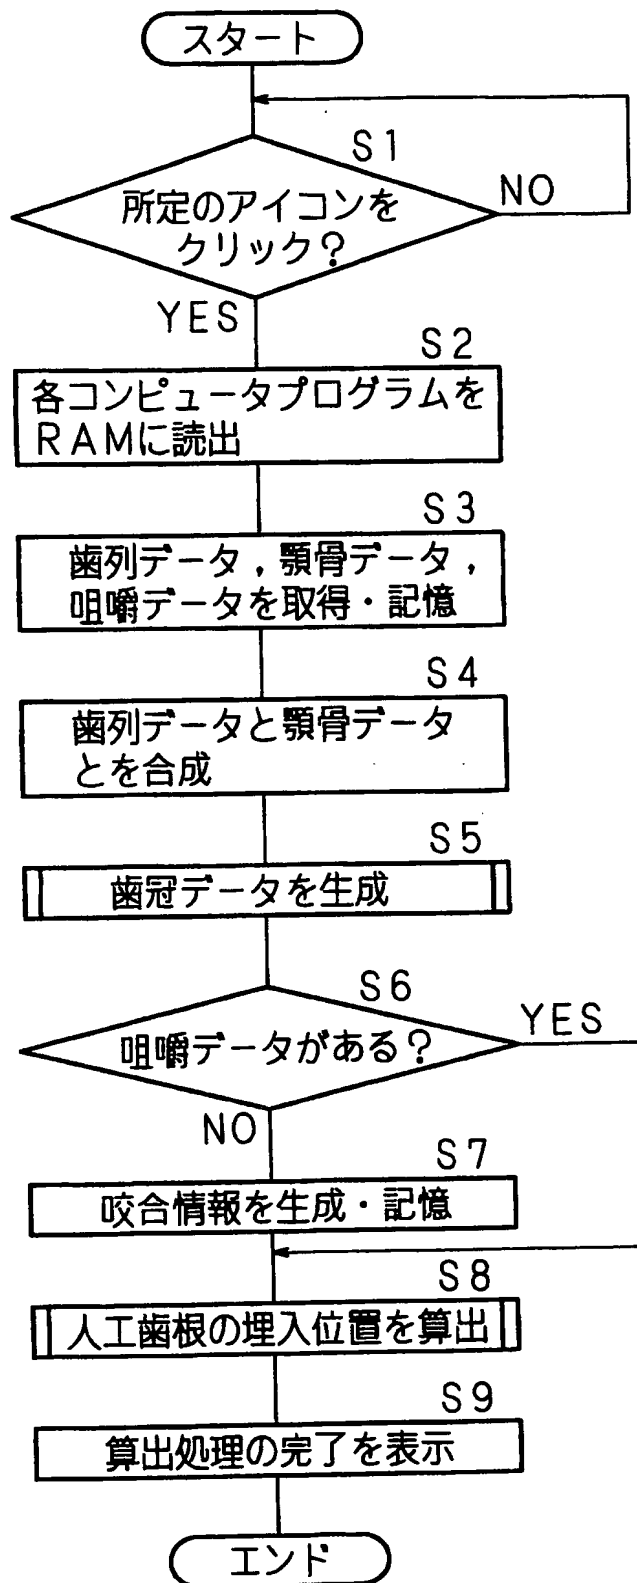 スタート
S1
所定のアイコンを
クリック?
NO
YES
S2
各コンピュータプログラムを
RAMに読出
S3
歯列データ,顎骨データ,
咀嚼データを取得・記憶
S4
歯列データと顎骨データ
とを合成
S5
歯冠データを生成
S6
咀嚼データがある?
YES
NO
S7
咬合情報を生成・記憶
S8
人工歯根の埋入位置を算出
S9
算出処理の完了を表示
エンド